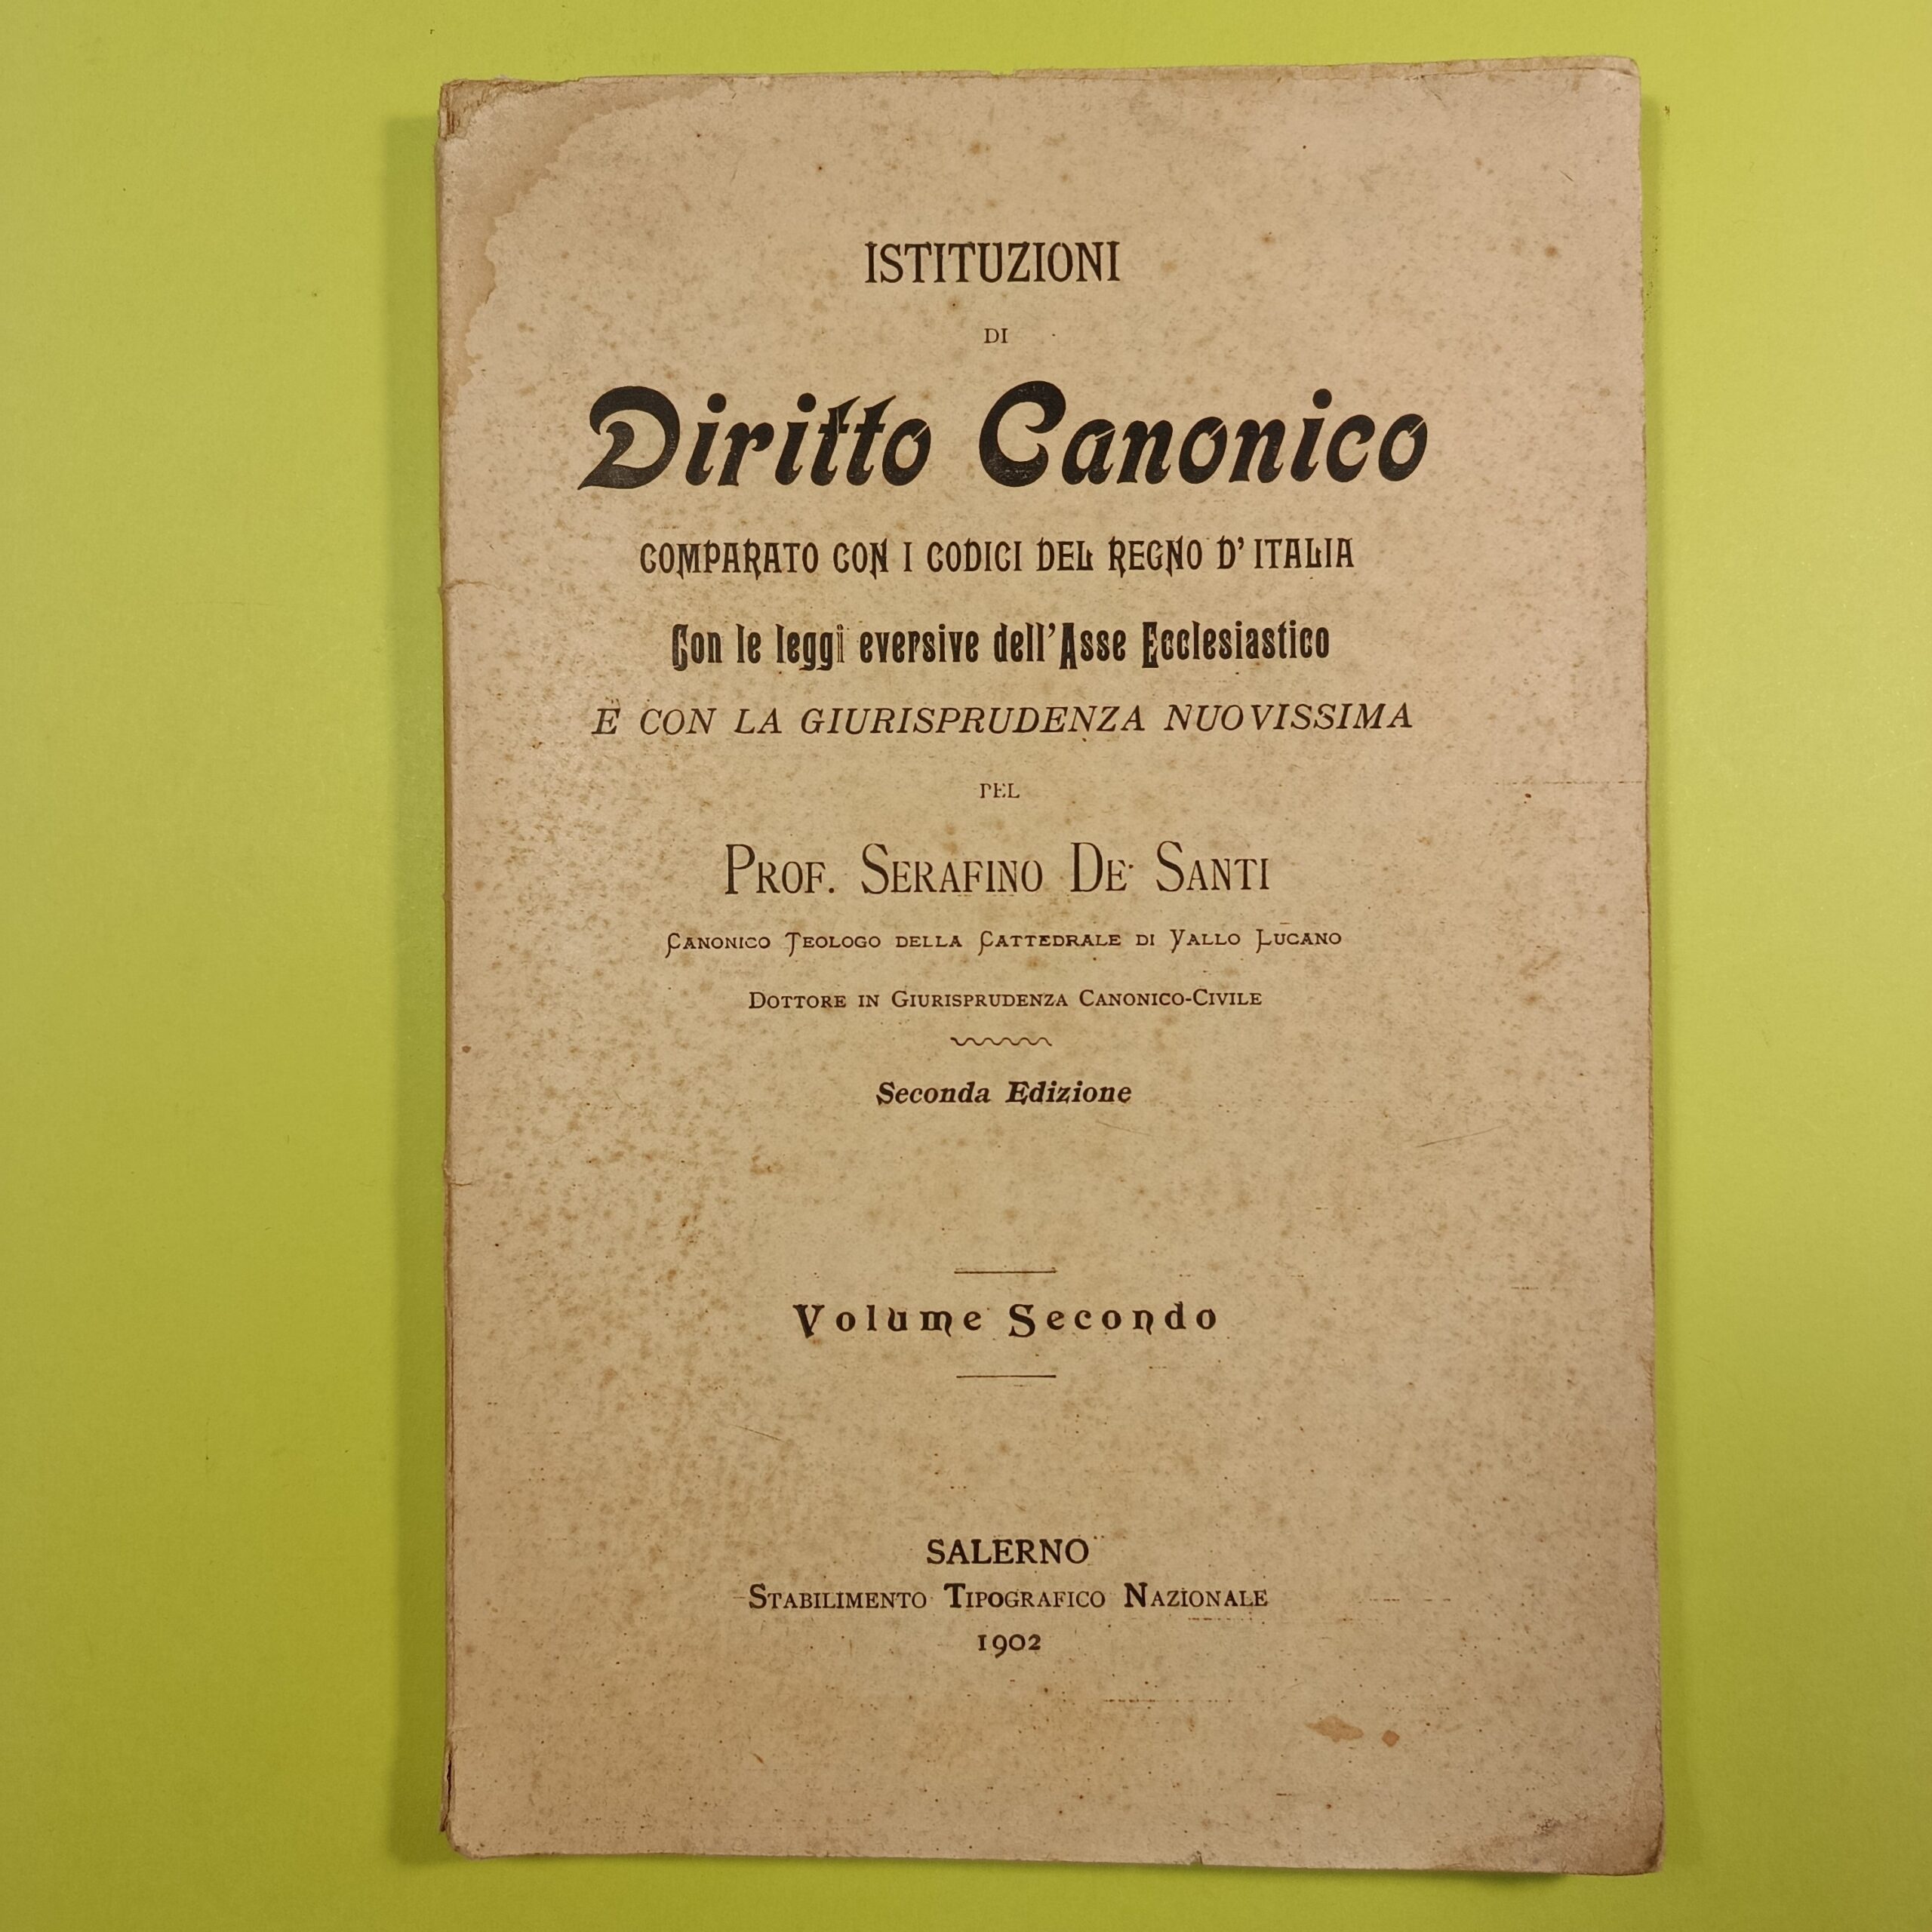 ISTITUZIONI
DI
Diritto Canonico
COMPARATO CON I CODICI DEL REGNO D' ITALIA
Con le leggi eversive dell'Asse Ecclesiastico
E CON LA GIURISPRUDENZA NUOVISSIMA
PEL
PROF. SERAFINO DE' SANTI
CANONICO TEOLOGO DELLA CATTEDRALE DI VALLO LUCANO
DOTTORE IN GIURISPRUDENZA CANONICO-CIVILE
Seconda Edizione
Volume Secondo
SALERNO
STABILIMENTO TIPOGRAFICO NAZIONALE
1902